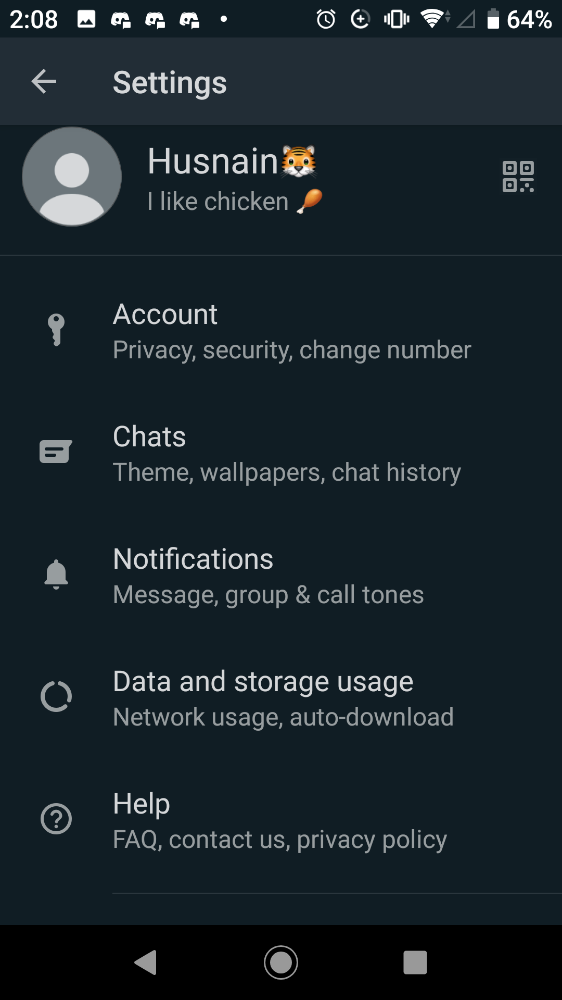 2:08 64%
Settings
Husnain🐯
I like chicken 🍗
Account
Privacy, security, change number
Chats
Theme, wallpapers, chat history
Notifications
Message, group & call tones
Data and storage usage
Network usage, auto-download
Help
FAQ, contact us, privacy policy